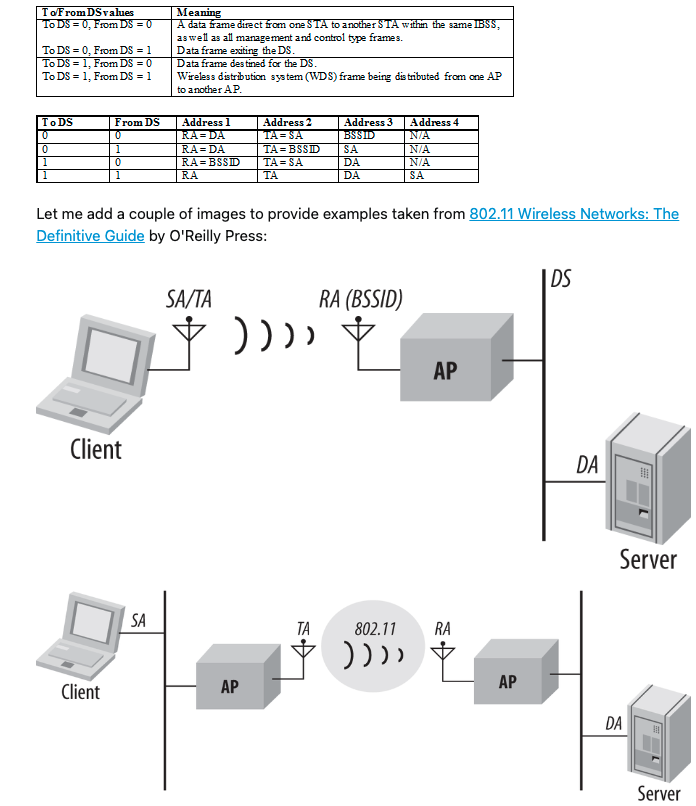 To/From DS values Meaning
To DS = 0, From DS = 0 A data frame direct from one STA to another STA within the same IBSS,
as well as all management and control type frames.
To DS = 0, From DS = 1 Data frame exiting the DS.
To DS = 1, From DS = 0 Data frame destined for the DS.
To DS = 1, From DS = 1 Wireless distribution system (WDS) frame being distributed from one AP
to another AP.
To DS From DS Address 1 Address 2 Address 3 Address 4
0 0 RA = DA TA = SA BSSID N/A
0 1 RA = DA TA = BSSID SA N/A
1 0 RA = BSSID TA = SA DA N/A
1 1 RA TA DA SA
Let me add a couple of images to provide examples taken from 802.11 Wireless Networks: The
Definitive Guide by O'Reilly Press:
DS
SA/TA RA (BSSID)
AP
Client
DA
Server
SA
TA 802.11 RA
AP
AP
Client
DA
Server